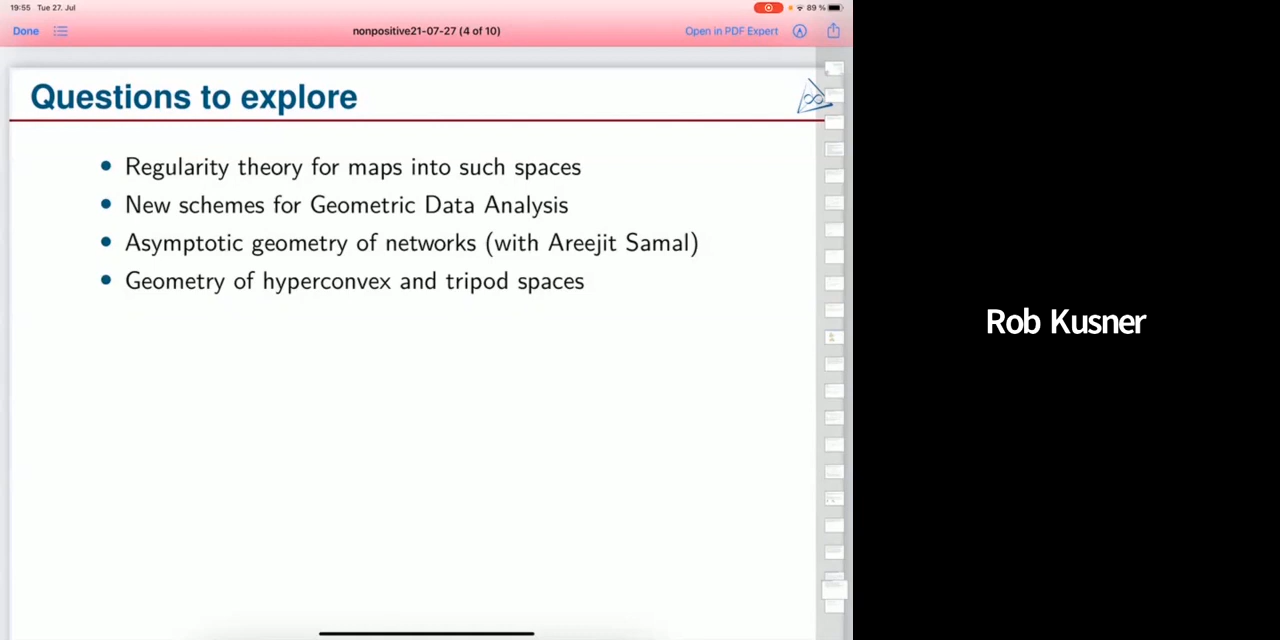 19:55 Tue 27. Jul
89 %
Done
nonpositive21-07-27 (4 of 10)
Open in PDF Expert
Questions to explore
• Regularity theory for maps into such spaces
• New schemes for Geometric Data Analysis
• Asymptotic geometry of networks (with Areejit Samal)
• Geometry of hyperconvex and tripod spaces
Rob Kusner